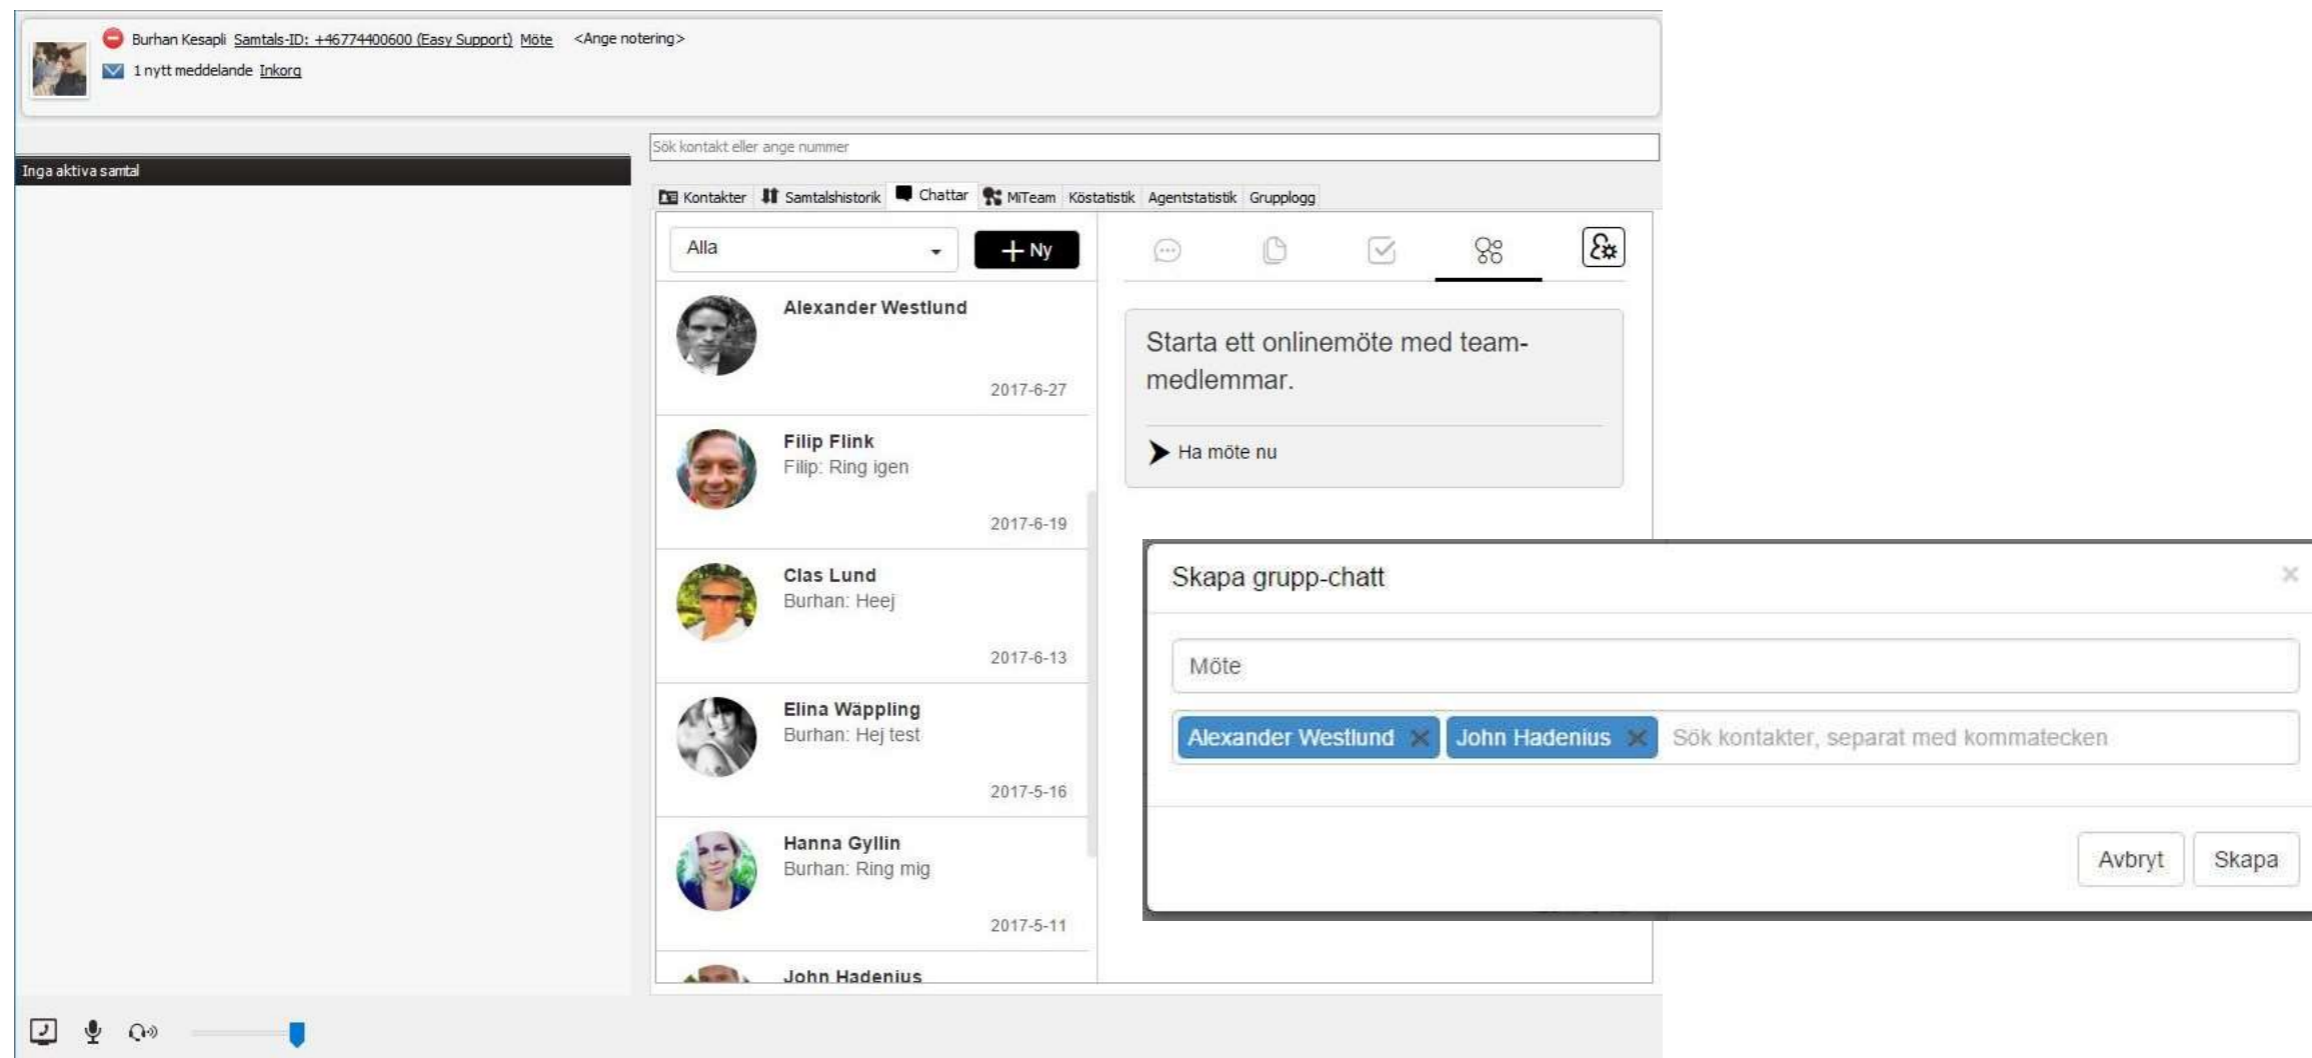 Burhan Kesapli Samtals-ID: +46774400600 (Easy Support) Möte <Ange notering>
1 nytt meddelande Inkorg
Sök kontakt eller ange nummer
Inga aktiva samtal
Kontakter Samtalshistorik Chattar MiTeam Köstatistik Agentstatistik Grupplogg
Alla
Ny
Alexander Westlund
2017-6-27
Filip Flink
Filip: Ring igen
2017-6-19
Clas Lund
Burhan: Heej
2017-6-13
Elina Wäppling
Burhan: Hej test
2017-5-16
Hanna Gyllin
Burhan: Ring mig
2017-5-11
John Hadenius
Starta ett onlinemöte med team-
medlemmar.
Ha möte nu
Skapa grupp-chatt
Möte
Alexander Westlund John Hadenius Sök kontakter, separat med kommatecken
Avbryt Skapa